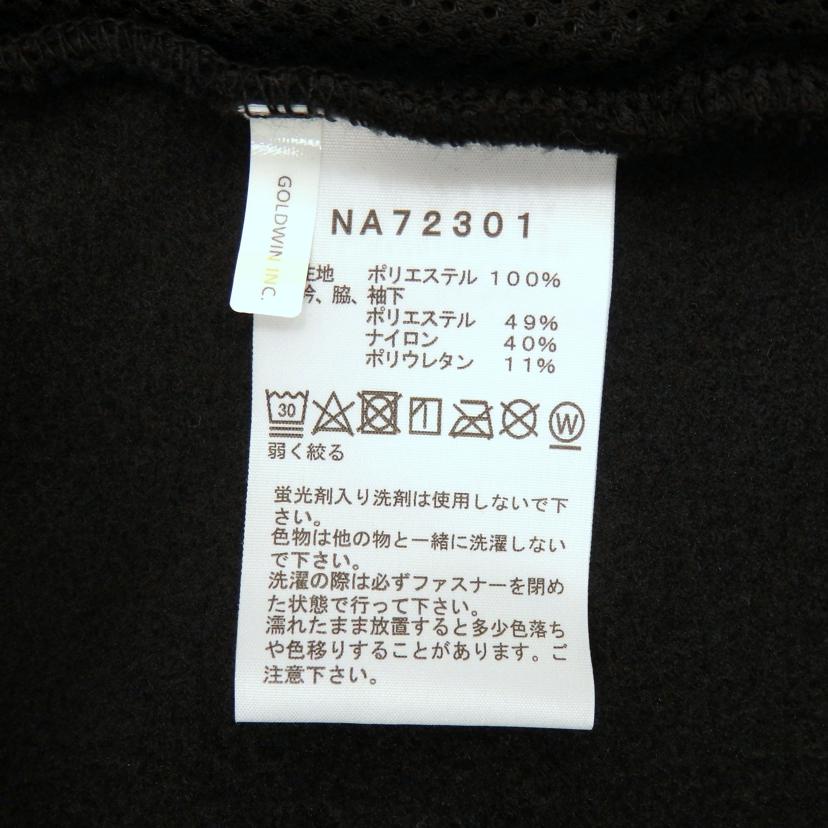 GOLDWIN INC.
NA72301
生地 ポリエステル 100%
衿、脇、袖下
ポリエステル 49%
ナイロン 40%
ポリウレタン 11%
30
W
弱く絞る
蛍光剤入り洗剤は使用しないで下
さい。
色物は他の物と一緒に洗濯しない
で下さい。
洗濯の際は必ずファスナーを閉め
た状態で行って下さい。
濡れたまま放置すると多少色落ち
や色移りすることがあります。ご
注意下さい。